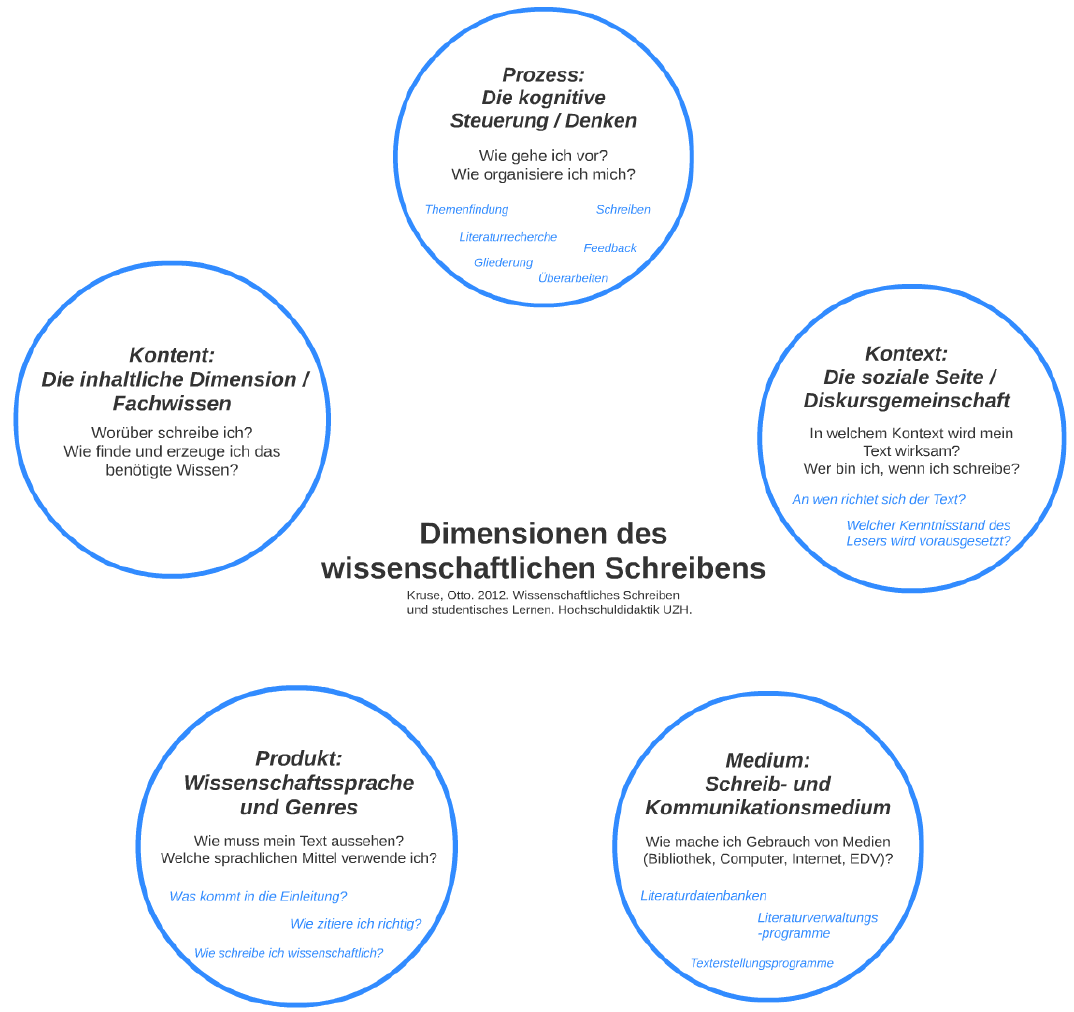 Prozess:
Die kognitive
Steuerung / Denken
Wie gehe ich vor?
Wie organisiere ich mich?
Themenfindung
Schreiben
Literaturrecherche
Feedback
Gliederung
Überarbeiten
Kontent:
Die inhaltliche Dimension /
Fachwissen
Worüber schreibe ich?
Wie finde und erzeuge ich das
benötigte Wissen?
Kontext:
Die soziale Seite /
Diskursgemeinschaft
In welchem Kontext wird mein
Text wirksam?
Wer bin ich, wenn ich schreibe?
An wen richtet sich der Text?
Welcher Kenntnisstand des
Lesers wird vorausgesetzt?
Dimensionen des
wissenschaftlichen Schreibens
Kruse, Otto. 2012. Wissenschaftliches Schreiben
und studentisches Lernen. Hochschuldidaktik UZH.
Produkt:
Wissenschaftssprache
und Genres
Wie muss mein Text aussehen?
Welche sprachlichen Mittel verwende ich?
Was kommt in die Einleitung?
Wie zitiere ich richtig?
Wie schreibe ich wissenschaftlich?
Medium:
Schreib- und
Kommunikationsmedium
Wie mache ich Gebrauch von Medien
(Bibliothek, Computer, Internet, EDV)?
Literaturdatenbanken
Literaturverwaltungs
-programme
Texterstellungsprogramme